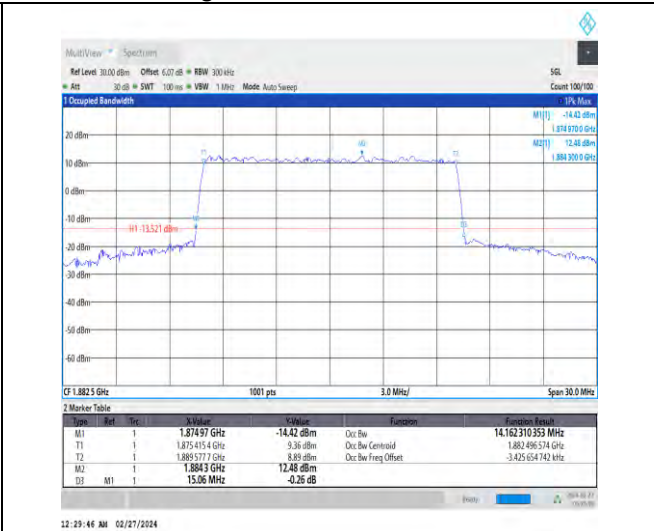 MultiView Spectrum
Ref Level 30.00 dBm Offset 6.07 dB RBW 300 kHz SGL
Att 30 dB SWT 100 ms VBW 1 MHz Mode Auto Sweep Count 100/100
1 Occupied Bandwidth 1Pk Max
M1[1] -14.42 dBm
1.874 970 0 GHz
20 dBm M2[1] 12.48 dBm
1.884 300 0 GHz
10 dBm
0 dBm
-10 dBm
H1 -13.521 dBm
-20 dBm
-30 dBm
-40 dBm
-50 dBm
-60 dBm
CF 1.882 5 GHz 1001 pts 3.0 MHz/ Span 30.0 MHz
2 Marker Table
Type Ref Trc X-Value Y-Value Function Function Result
M1 1 1.874 97 GHz -14.42 dBm Occ Bw 14.162 310 353 MHz
T1 1 1.875 415 4 GHz 9.36 dBm Occ Bw Centroid 1.882 496 574 GHz
T2 1 1.889 577 7 GHz 8.89 dBm Occ Bw Freq Offset -3.425 654 742 kHz
M2 1 1.884 3 GHz 12.48 dBm
D3 M1 1 15.06 MHz -0.26 dB
12:29:46 AM 02/27/2024